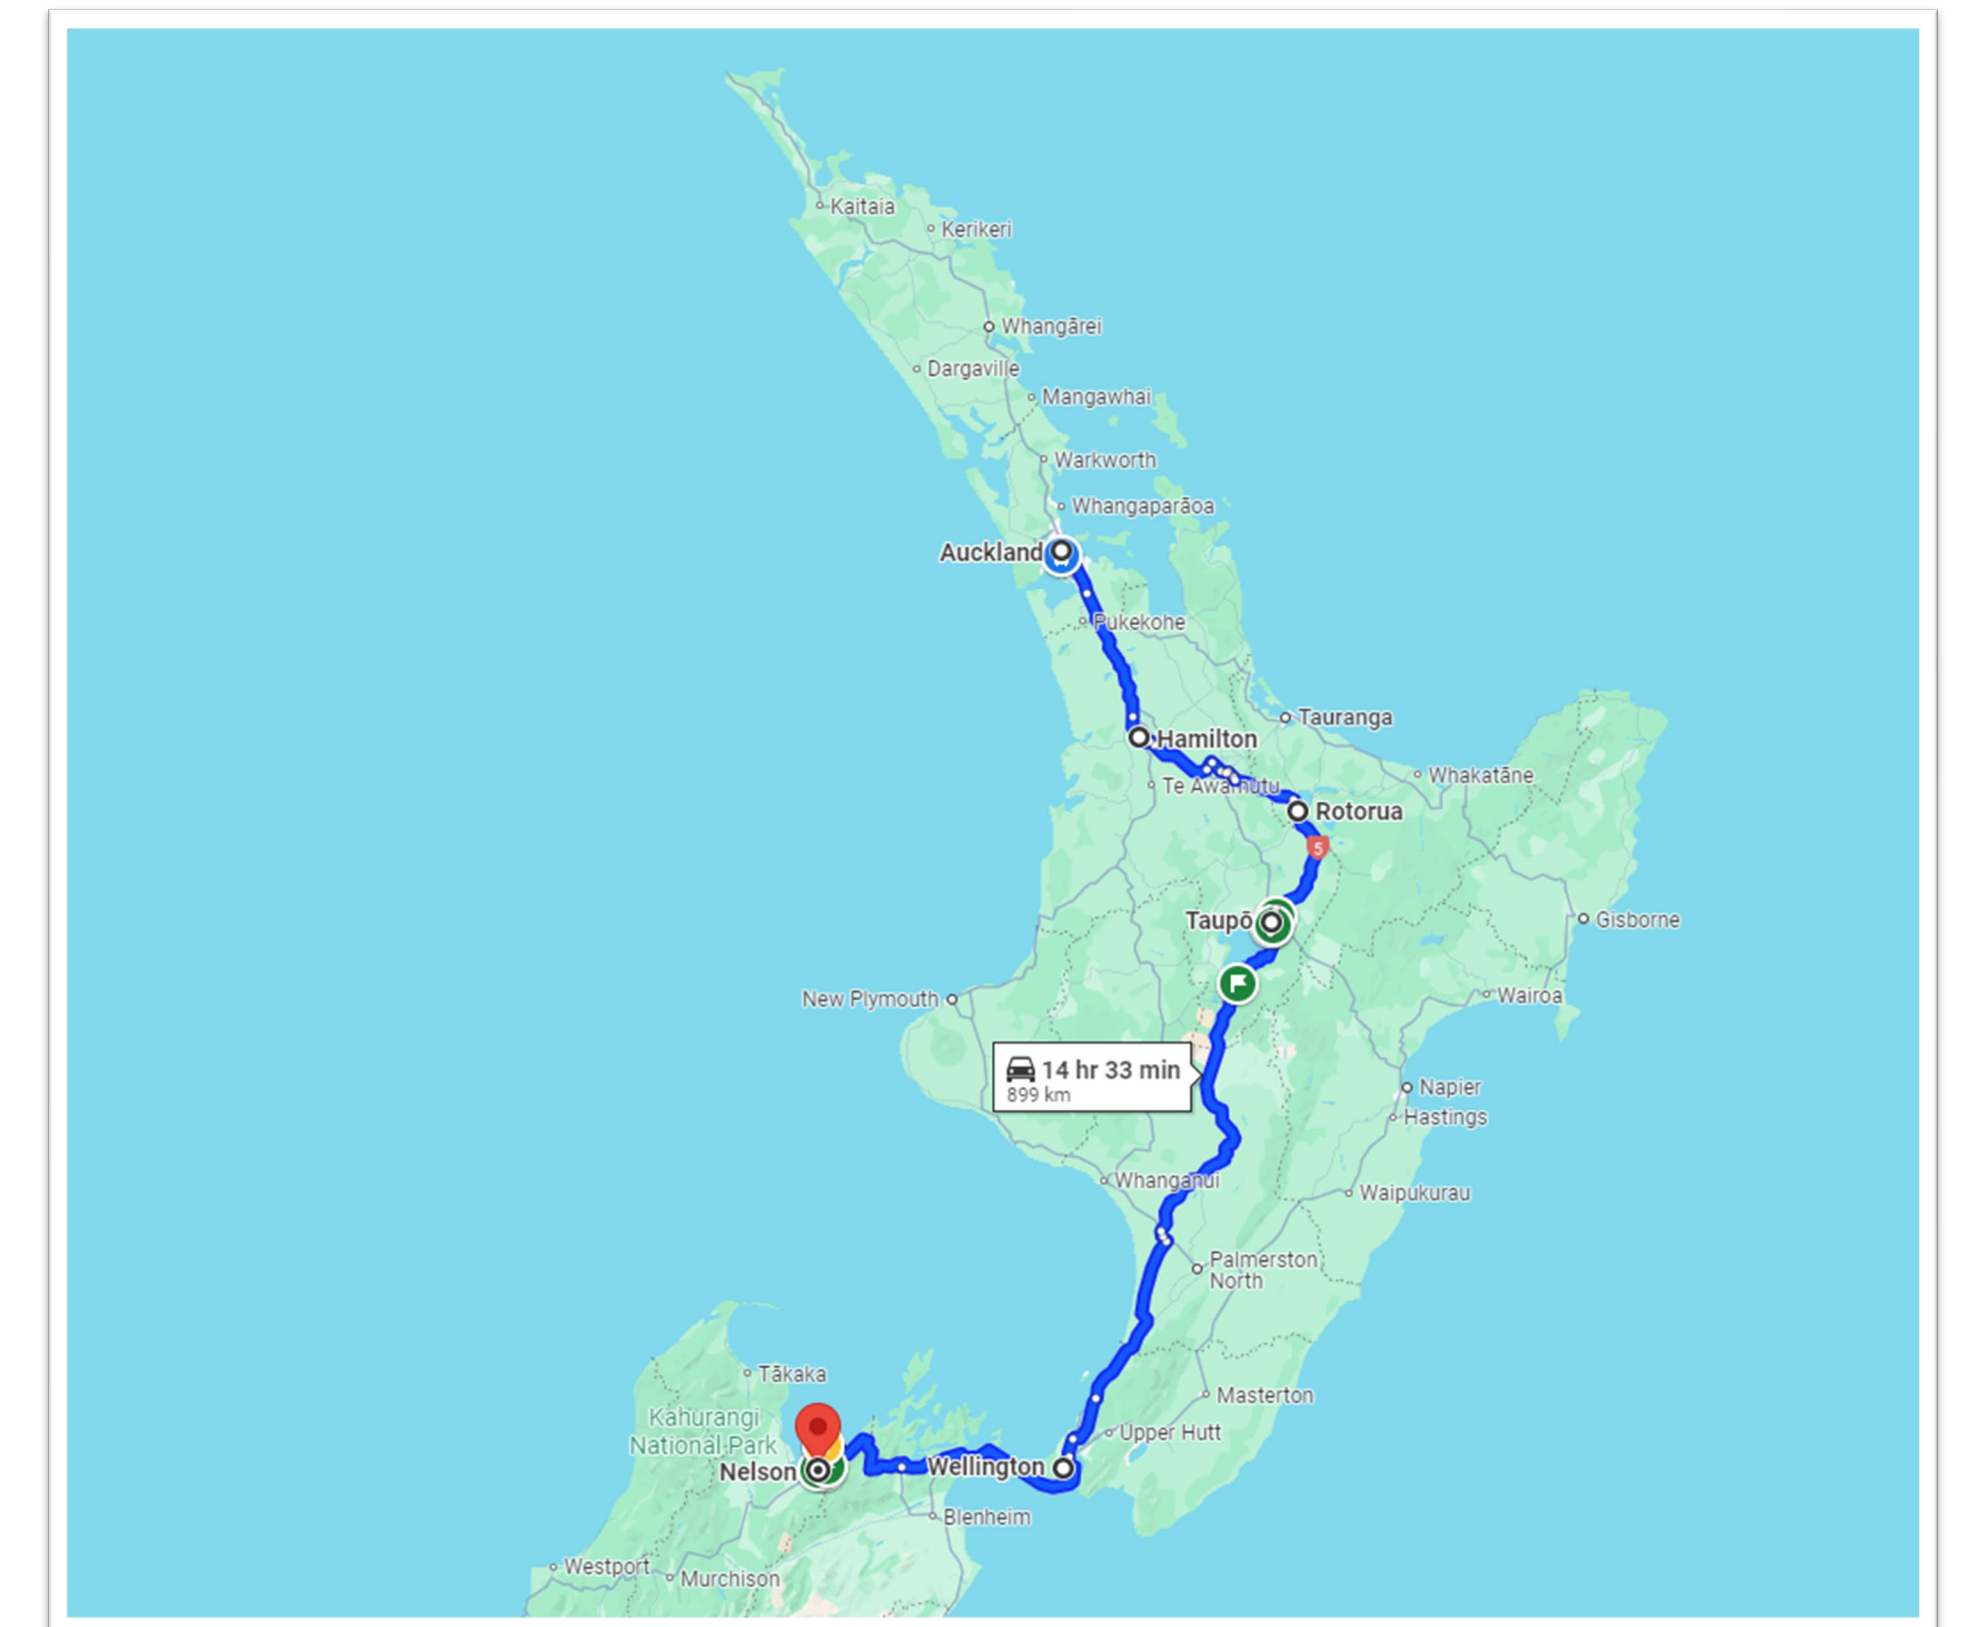 Kaitaia
Kerikeri
Whangārei
Dargaville
Mangawhai
Warkworth
Whangaparāoa
Auckland
Pukekohe
Tauranga
Hamilton
Whakatāne
Te Awamutu
Rotorua
5
Taupō
Gisborne
Wairoa
New Plymouth
14 hr 33 min
899 km
Napier
Hastings
Whanganui
Waipukurau
Palmerston
North
Tākaka
Masterton
Kahurangi
National Park
Upper Hutt
Nelson
Wellington
Blenheim
Westport
Murchison